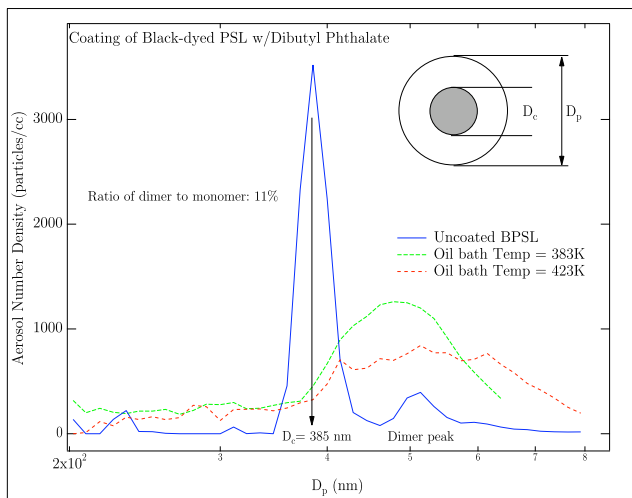 Coating of Black-dyed PSL w/Dibutyl Phthalate
D_c
D_p
3000
Ratio of dimer to monomer: 11%
2000
Uncoated BPSL
Oil bath Temp = 383K
Oil bath Temp = 423K
1000
0
D_c= 385 nm
Dimer peak
2x10²
3
4
5
6
7
8
D_p (nm)
Aerosol Number Density (particles/cc)